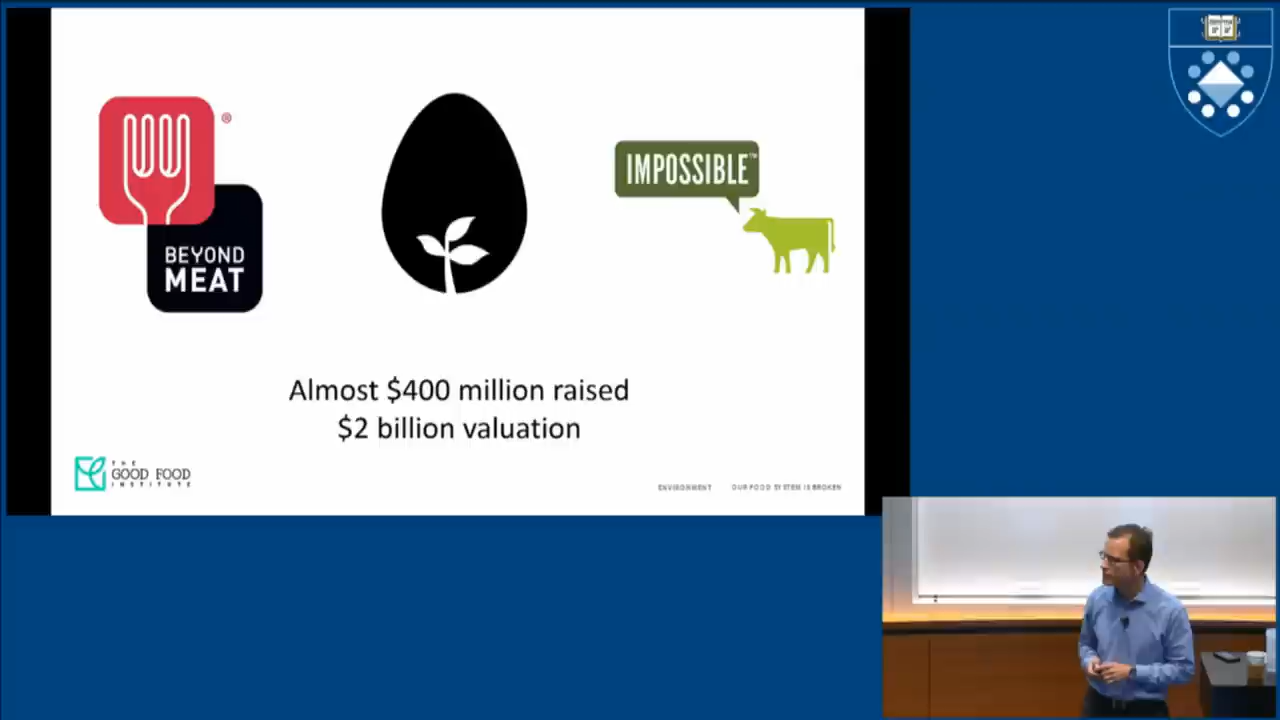 ®
BEYOND
MEAT
IMPOSSIBLE™
Almost $400 million raised
$2 billion valuation
THE
GOOD FOOD
INSTITUTE
ENVIRONMENT
OUR FOOD SYSTEM IS BROKEN